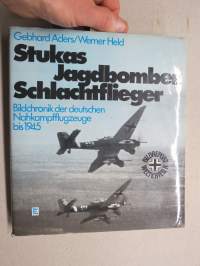 Gebhard Aders/Werner Held
Stukas
Jagdbomber
Schlachtflieger
Bildchronik der deutschen
Nahkampfflugzeuge
bis 1945